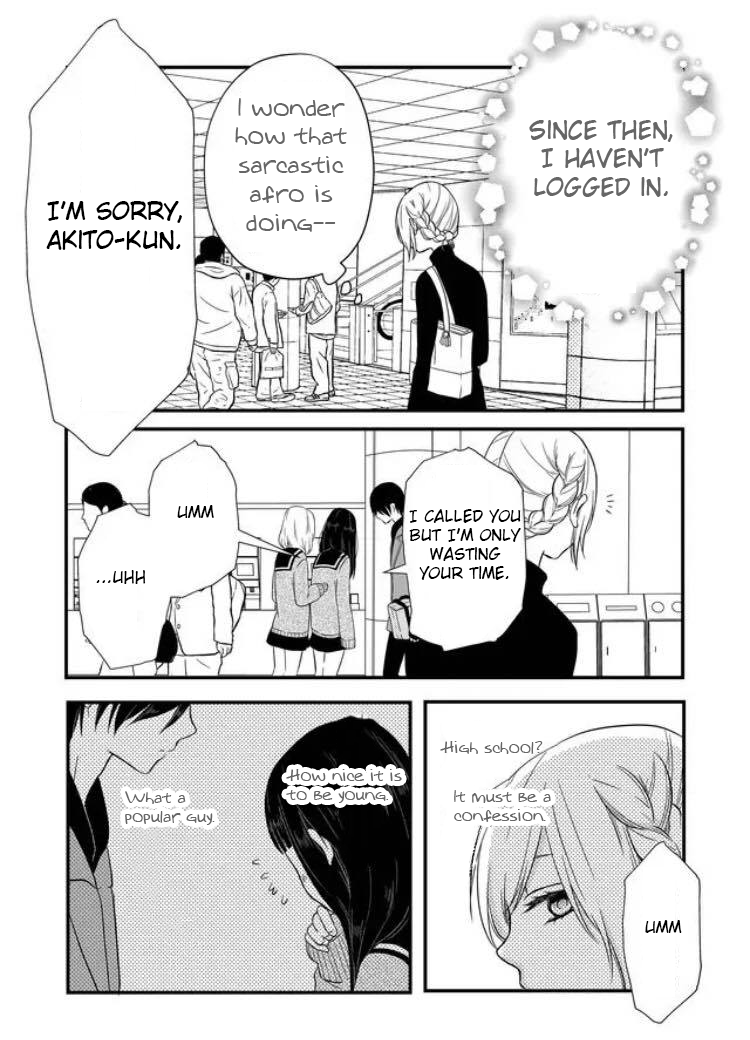 SINCE THEN,
I HAVEN'T
LOGGED IN.
I wonder
how that
sarcastic
afro is
doing--
I'M SORRY,
AKITO-KUN.
I CALLED YOU
BUT I'M ONLY
WASTING
YOUR TIME.
UMM
...UHH
High school?
It must be a
confession.
UMM
How nice it is
to be young.
What a
popular guy.